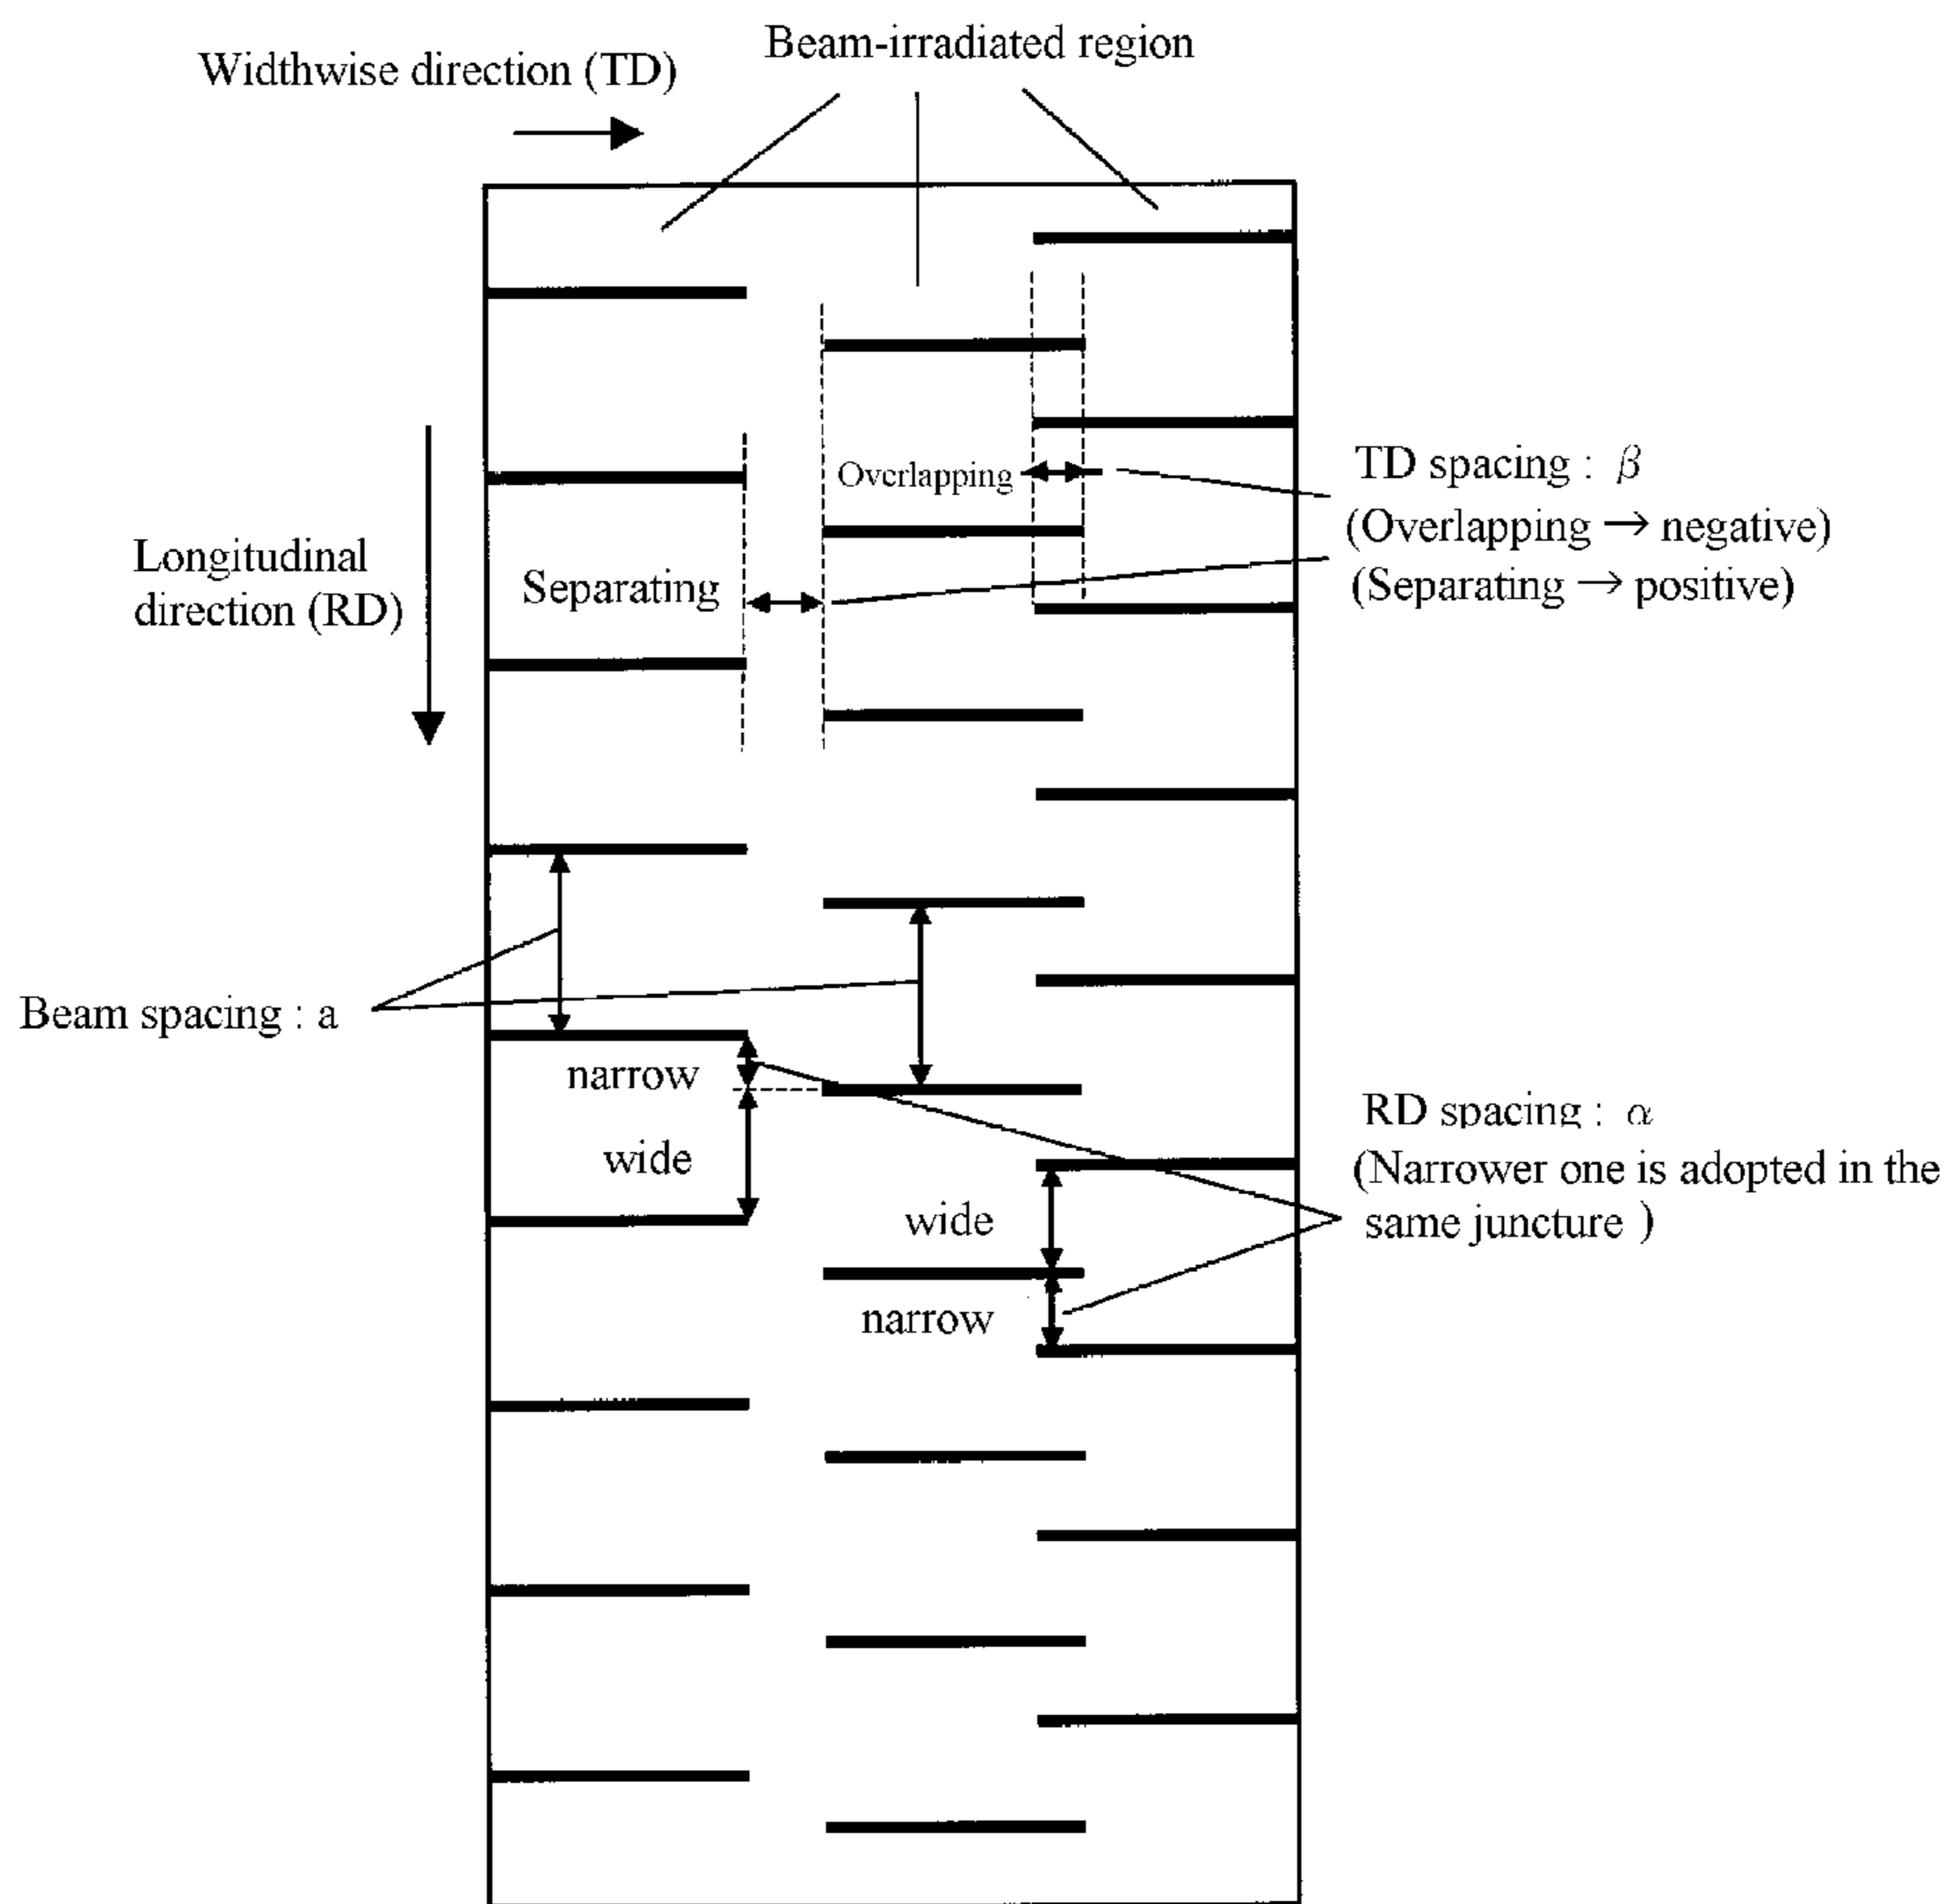 Beam-irradiated region
Widthwise direction (TD)
TD spacing : β
Overlapping
(Overlapping → negative)
Longitudinal
direction (RD)
Separating
(Separating → positive)
Beam spacing : a
narrow
wide
RD spacing : α
(Narrower one is adopted in the
same juncture )
wide
narrow